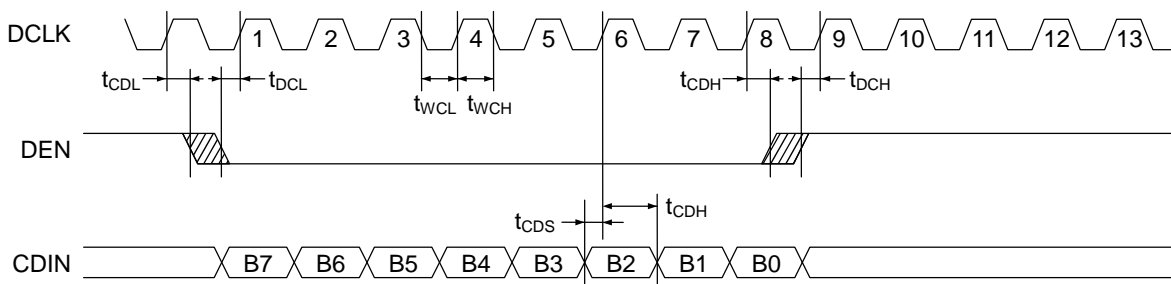 DCLK 1 2 3 4 5 6 7 8 9 10 11 12 13
tCDL tDCL tWCL tWCH tCDH tDCH
DEN
tCDS tCDH
CDIN B7 B6 B5 B4 B3 B2 B1 B0